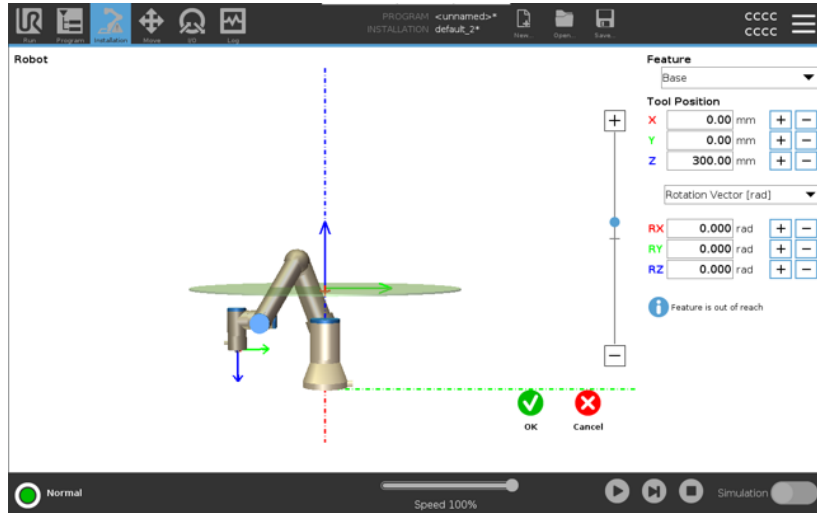 UR
PROGRAM <unnamed>*
INSTALLATION default_2*
cccc
cccc
Run Program Installation Move I/O Log New... Open... Save...
Robot
Feature
Base
Tool Position
X 0.00 mm + −
Y 0.00 mm + −
Z 300.00 mm + −
Rotation Vector [rad]
RX 0.000 rad + −
RY 0.000 rad + −
RZ 0.000 rad + −
Feature is out of reach
OK Cancel
Normal
Speed 100%
Simulation